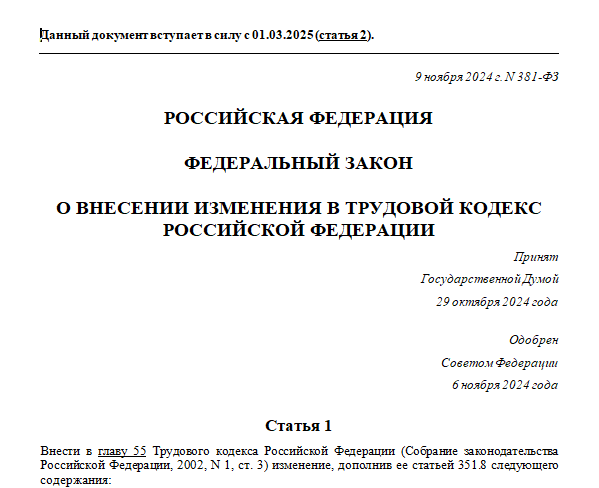 Данный документ вступает в силу с 01.03.2025 (статья 2).
9 ноября 2024 г. N 381-ФЗ
РОССИЙСКАЯ ФЕДЕРАЦИЯ
ФЕДЕРАЛЬНЫЙ ЗАКОН
О ВНЕСЕНИИ ИЗМЕНЕНИЯ В ТРУДОВОЙ КОДЕКС
РОССИЙСКОЙ ФЕДЕРАЦИИ
Принят
Государственной Думой
29 октября 2024 года
Одобрен
Советом Федерации
6 ноября 2024 года
Статья 1
Внести в главу 55 Трудового кодекса Российской Федерации (Собрание законодательства
Российской Федерации, 2002, N 1, ст. 3) изменение, дополнив ее статьей 351.8 следующего
содержания: